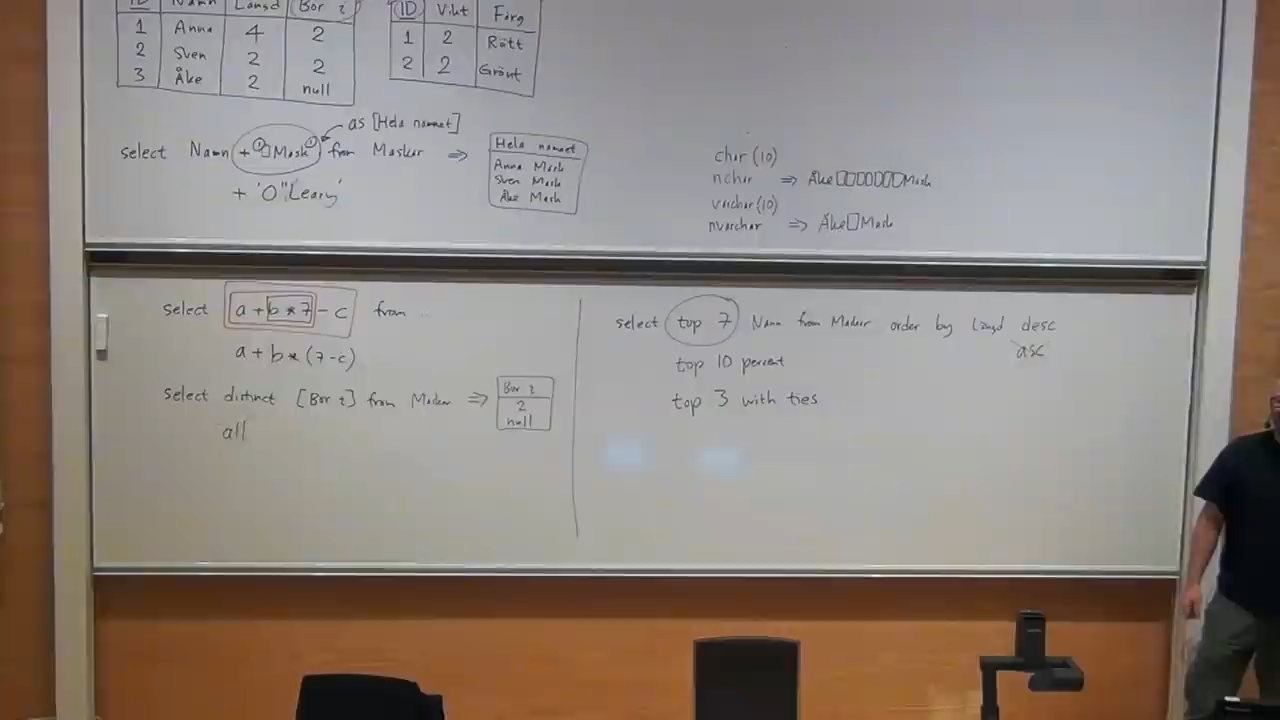 ID Namn Längd Bor i
1 Anna 4 2
2 Sven 2 2
3 Åke 2 null
ID Vikt Färg
1 2 Rött
2 2 Grönt
as [Hela namnet]
select Namn + ' Mask' from Maskar ⇒
+ 'O''Leary'
Hela namnet
Anna Mask
Sven Mask
Åke Mask
char (10)
nchar ⇒ Åke□□□□□□□Mask
varchar (10)
nvarchar ⇒ Åke□Mask
select a + b * 7 - c from ...
a + b * (7 - c)
select distinct [Bor i] from Maskar ⇒
all
Bor i
2
null
select top 7 Namn from Maskar order by Längd desc
asc
top 10 percent
top 3 with ties